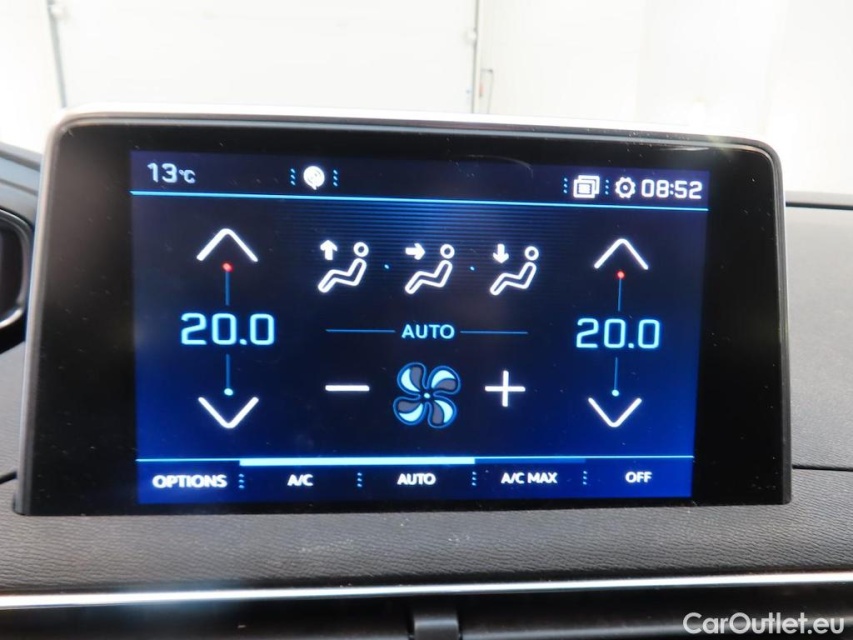 13°C 08:52
20.0 AUTO 20.0
OPTIONS A/C AUTO A/C MAX OFF
CarOutlet.eu